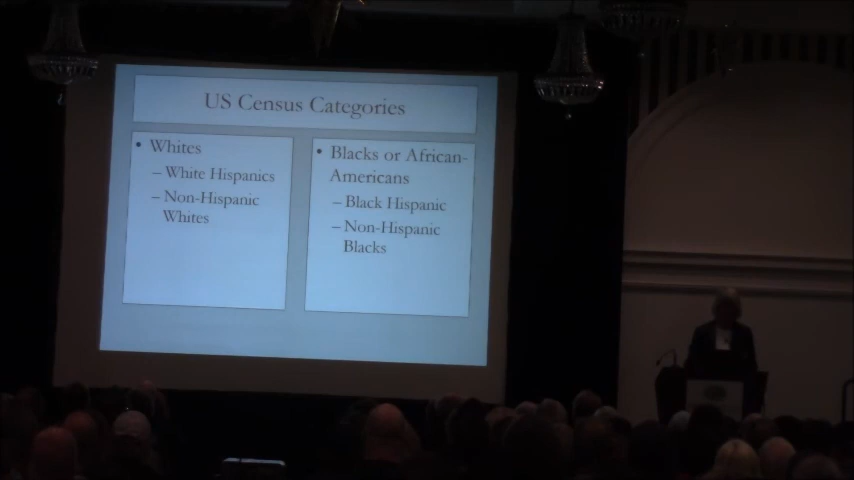 US Census Categories
• Whites
– White Hispanics
– Non-Hispanic
Whites
• Blacks or African-
Americans
– Black Hispanic
– Non-Hispanic
Blacks